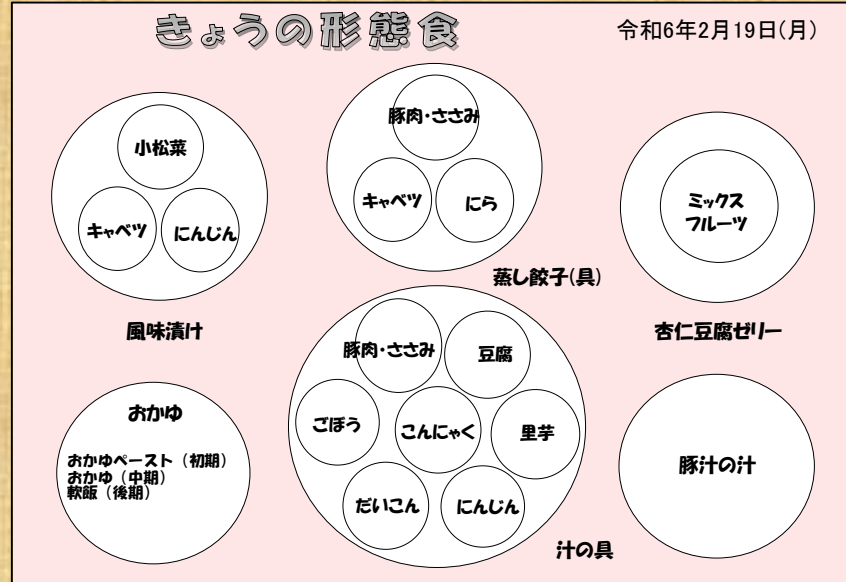 きょうの形態食
令和6年2月19日(月)
小松菜
キャベツ
にんじん
風味漬け
豚肉・ささみ
キャベツ
にら
蒸し餃子(具)
ミックス
フルーツ
杏仁豆腐ゼリー
おかゆ
おかゆペースト（初期）
おかゆ（中期）
軟飯（後期）
豚肉・ささみ
豆腐
ごぼう
こんにゃく
里芋
だいこん
にんじん
汁の具
豚汁の汁